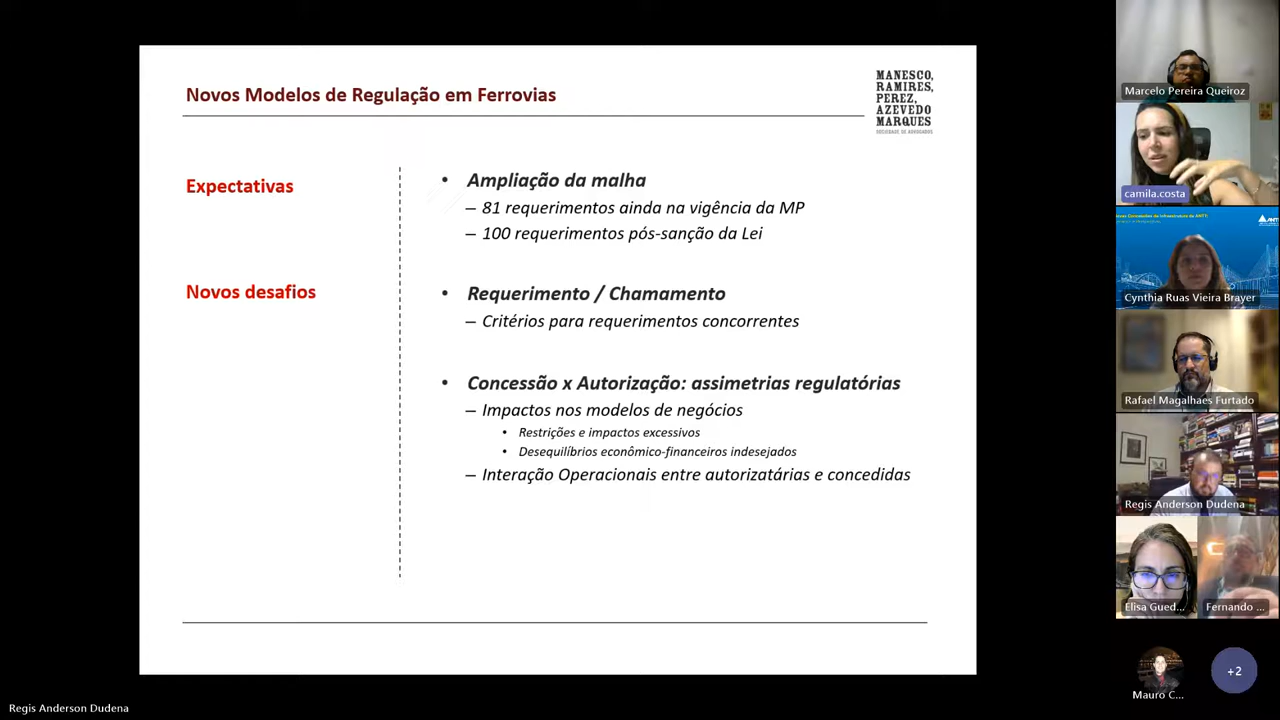 Novos Modelos de Regulação em Ferrovias
MANESCO,
RAMIRES,
PEREZ,
AZEVEDO
MARQUES
SOCIEDADE DE ADVOGADOS
Expectativas
• Ampliação da malha
– 81 requerimentos ainda na vigência da MP
– 100 requerimentos pós-sanção da Lei
Novos desafios
• Requerimento / Chamamento
– Critérios para requerimentos concorrentes
• Concessão x Autorização: assimetrias regulatórias
– Impactos nos modelos de negócios
• Restrições e impactos excessivos
• Desequilíbrios econômico-financeiros indesejados
– Interação Operacionais entre autorizatárias e concedidas
Marcelo Pereira Queiroz
camila.costa
Cynthia Ruas Vieira Brayer
Rafael Magalhaes Furtado
Regis Anderson Dudena
Elisa Gued...
Fernando ...
Mauro C...
+2
Regis Anderson Dudena